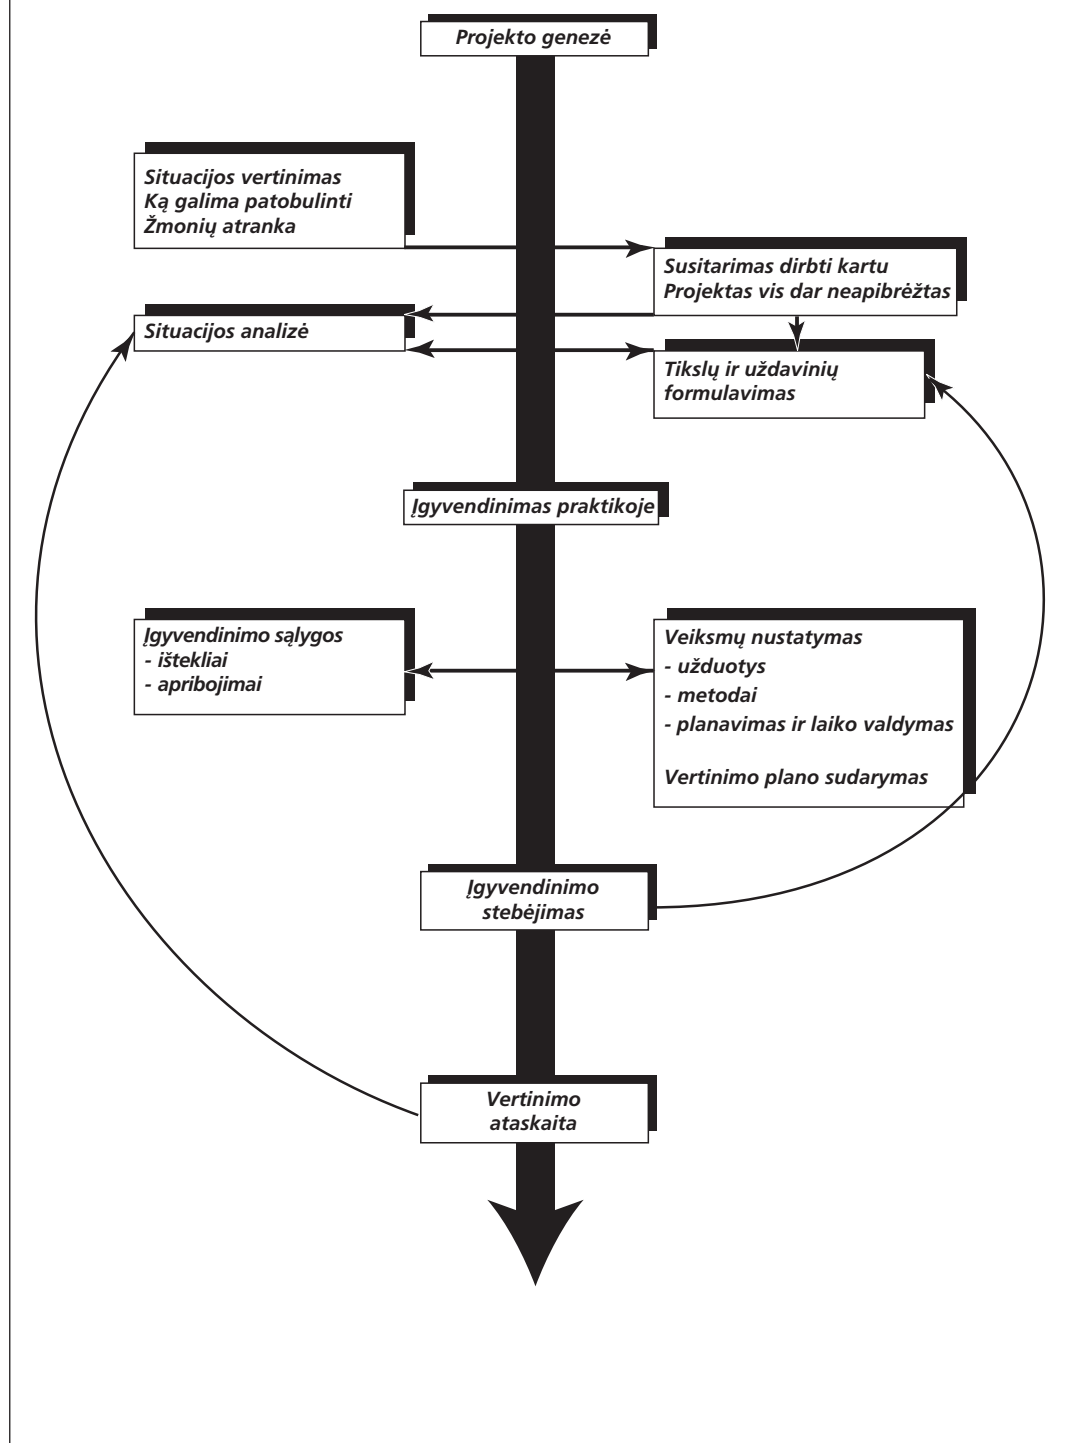 Projekto genezė
Situacijos vertinimas
Ką galima patobulinti
Žmonių atranka
Susitarimas dirbti kartu
Projektas vis dar neapibrėžtas
Situacijos analizė
Tikslų ir uždavinių
formulavimas
Įgyvendinimas praktikoje
Įgyvendinimo sąlygos
- ištekliai
- apribojimai
Veiksmų nustatymas
- užduotys
- metodai
- planavimas ir laiko valdymas
Vertinimo plano sudarymas
Įgyvendinimo
stebėjimas
Vertinimo
ataskaita